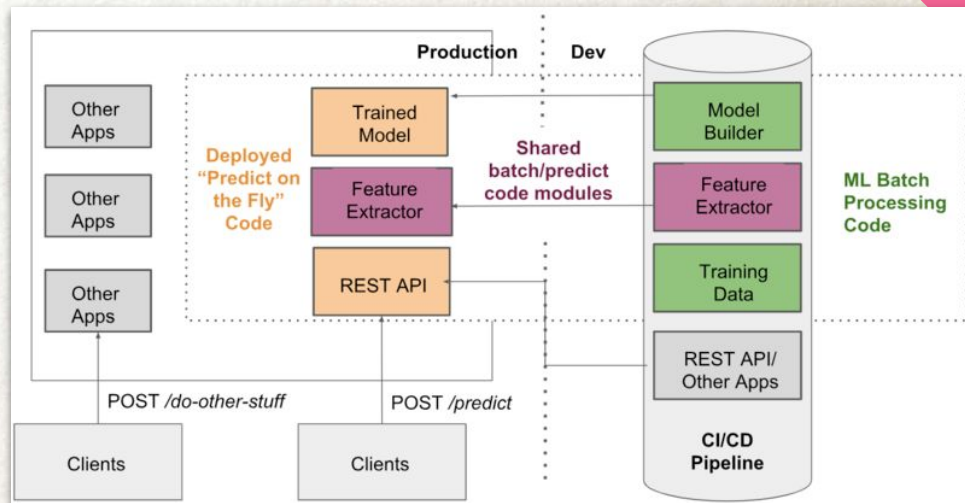 Production
Dev
Other
Apps
Trained
Model
Model
Builder
Deployed
“Predict on
the Fly”
Code
Shared
batch/predict
code modules
Other
Apps
Feature
Extractor
Feature
Extractor
ML Batch
Processing
Code
Other
Apps
REST API
Training
Data
REST API/
Other Apps
POST /do-other-stuff
POST /predict
Clients
Clients
CI/CD
Pipeline